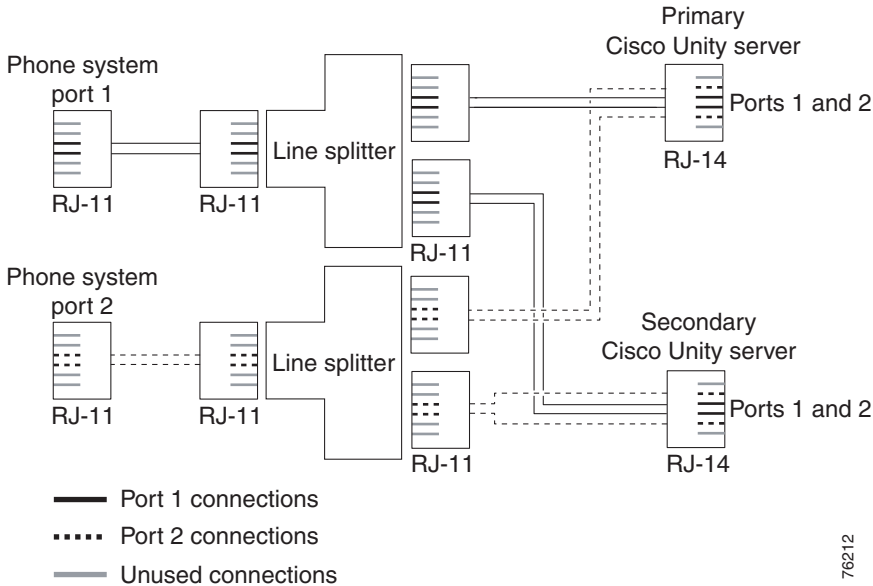 Primary
Cisco Unity server
Phone system
port 1
Line splitter
Ports 1 and 2
RJ-14
RJ-11
RJ-11
RJ-11
Phone system
port 2
Secondary
Cisco Unity server
Line splitter
Ports 1 and 2
RJ-11
RJ-11
RJ-11
RJ-14
Port 1 connections
Port 2 connections
Unused connections
76212